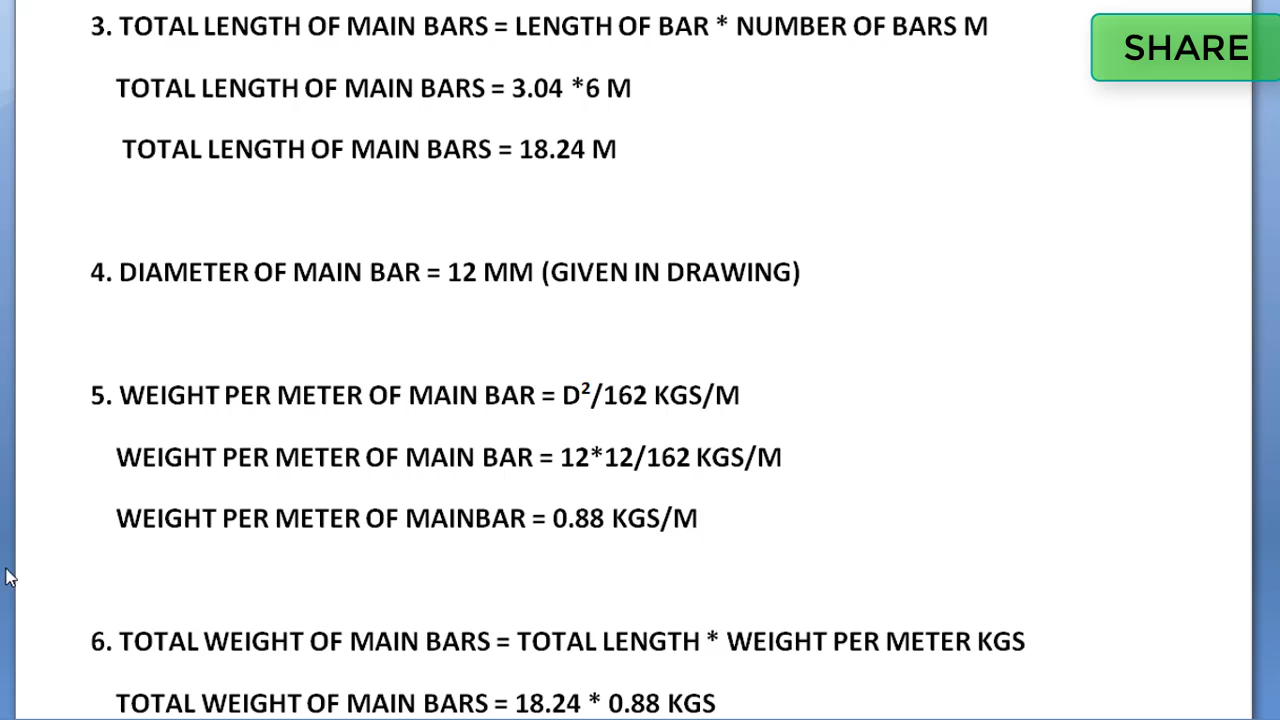 3. TOTAL LENGTH OF MAIN BARS = LENGTH OF BAR * NUMBER OF BARS M
SHARE
TOTAL LENGTH OF MAIN BARS = 3.04 *6 M
TOTAL LENGTH OF MAIN BARS = 18.24 M
4. DIAMETER OF MAIN BAR = 12 MM (GIVEN IN DRAWING)
5. WEIGHT PER METER OF MAIN BAR = D²/162 KGS/M
WEIGHT PER METER OF MAIN BAR = 12*12/162 KGS/M
WEIGHT PER METER OF MAINBAR = 0.88 KGS/M
6. TOTAL WEIGHT OF MAIN BARS = TOTAL LENGTH * WEIGHT PER METER KGS
TOTAL WEIGHT OF MAIN BARS = 18.24 * 0.88 KGS